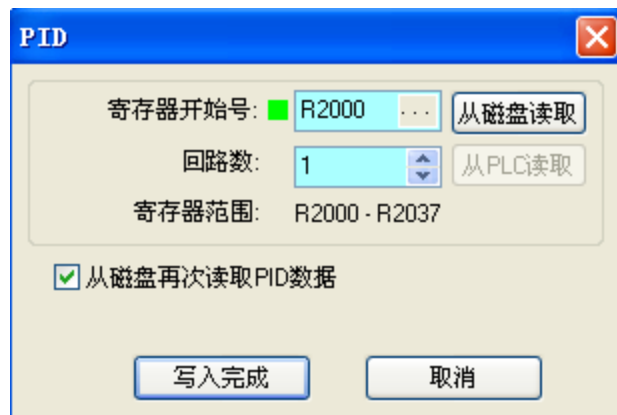 PID
寄存器开始号: R2000 ... 从磁盘读取
回路数: 1 从PLC读取
寄存器范围: R2000 - R2037
从磁盘再次读取PID数据
写入完成 取消